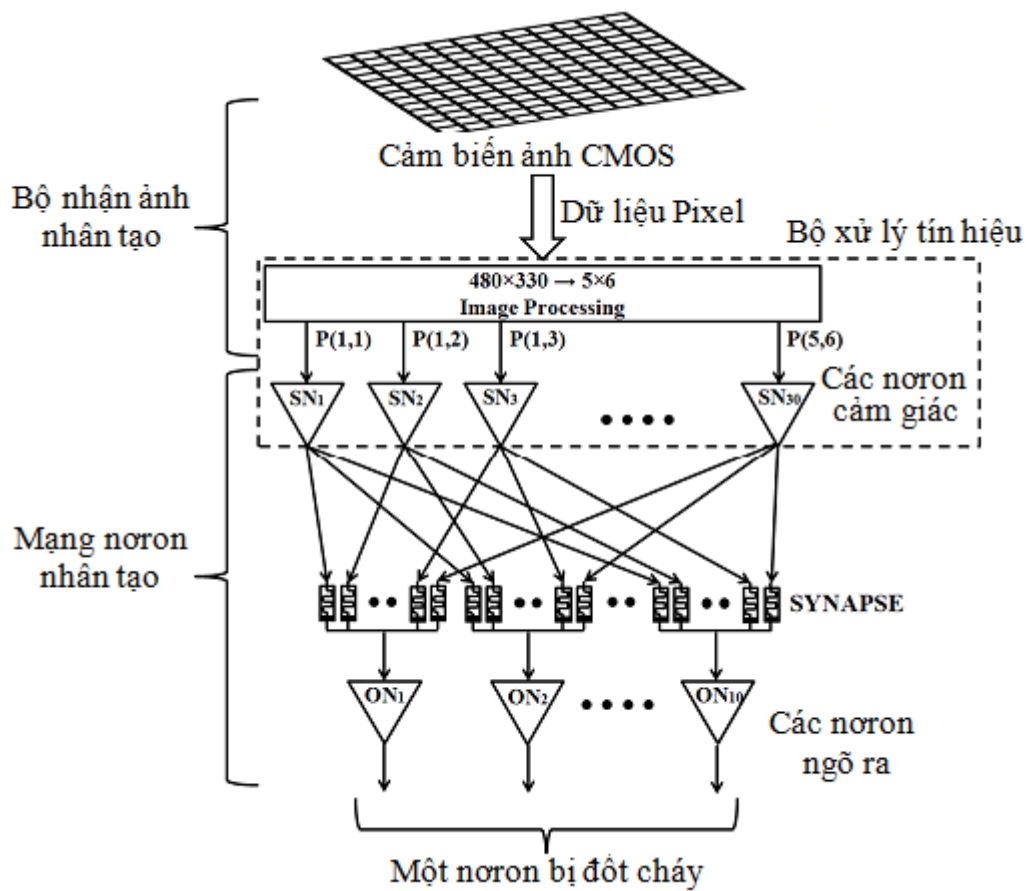 Cảm biến ảnh CMOS
Bộ nhận ảnh
nhân tạo
Dữ liệu Pixel
Bộ xử lý tín hiệu
480×330 → 5×6
Image Processing
P(1,1)
P(1,2)
P(1,3)
P(5,6)
SN1
SN2
SN3
SN30
Các nơron
cảm giác
Mạng nơron
nhân tạo
SYNAPSE
ON1
ON2
ON10
Các nơron
ngõ ra
Một nơron bị đốt cháy